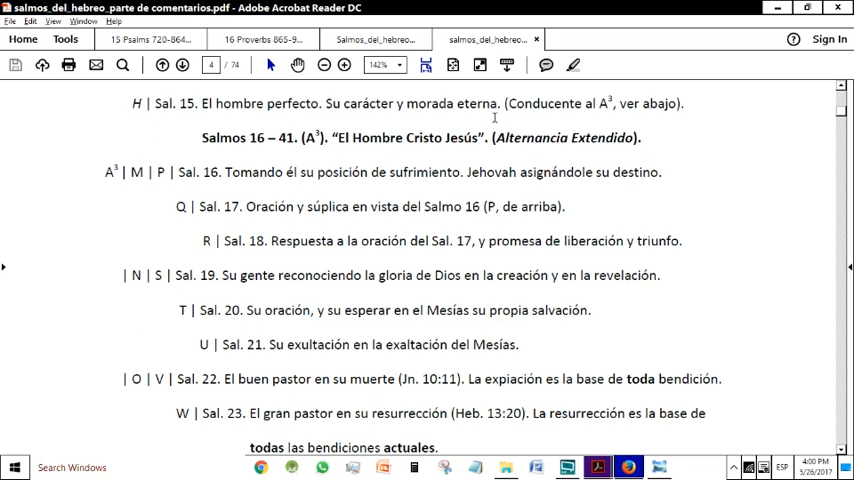 salmos_del_hebreo_parte de comentarios.pdf - Adobe Acrobat Reader DC
File Edit View Window Help
Home Tools 15 Psalms 720-864... 16 Proverbs 865-9... Salmos_del_hebreo... salmos_del_hebreo... × ? Sign In
4 / 74 142%
H | Sal. 15. El hombre perfecto. Su carácter y morada eterna. (Conducente al A³, ver abajo).
Salmos 16 – 41. (A³). “El Hombre Cristo Jesús”. (Alternancia Extendido).
A³ | M | P | Sal. 16. Tomando él su posición de sufrimiento. Jehovah asignándole su destino.
Q | Sal. 17. Oración y súplica en vista del Salmo 16 (P, de arriba).
R | Sal. 18. Respuesta a la oración del Sal. 17, y promesa de liberación y triunfo.
| N | S | Sal. 19. Su gente reconociendo la gloria de Dios en la creación y en la revelación.
T | Sal. 20. Su oración, y su esperar en el Mesías su propia salvación.
U | Sal. 21. Su exultación en la exaltación del Mesías.
| O | V | Sal. 22. El buen pastor en su muerte (Jn. 10:11). La expiación es la base de toda bendición.
W | Sal. 23. El gran pastor en su resurrección (Heb. 13:20). La resurrección es la base de
todas las bendiciones actuales.
Search Windows ESP 4:00 PM
5/26/2017